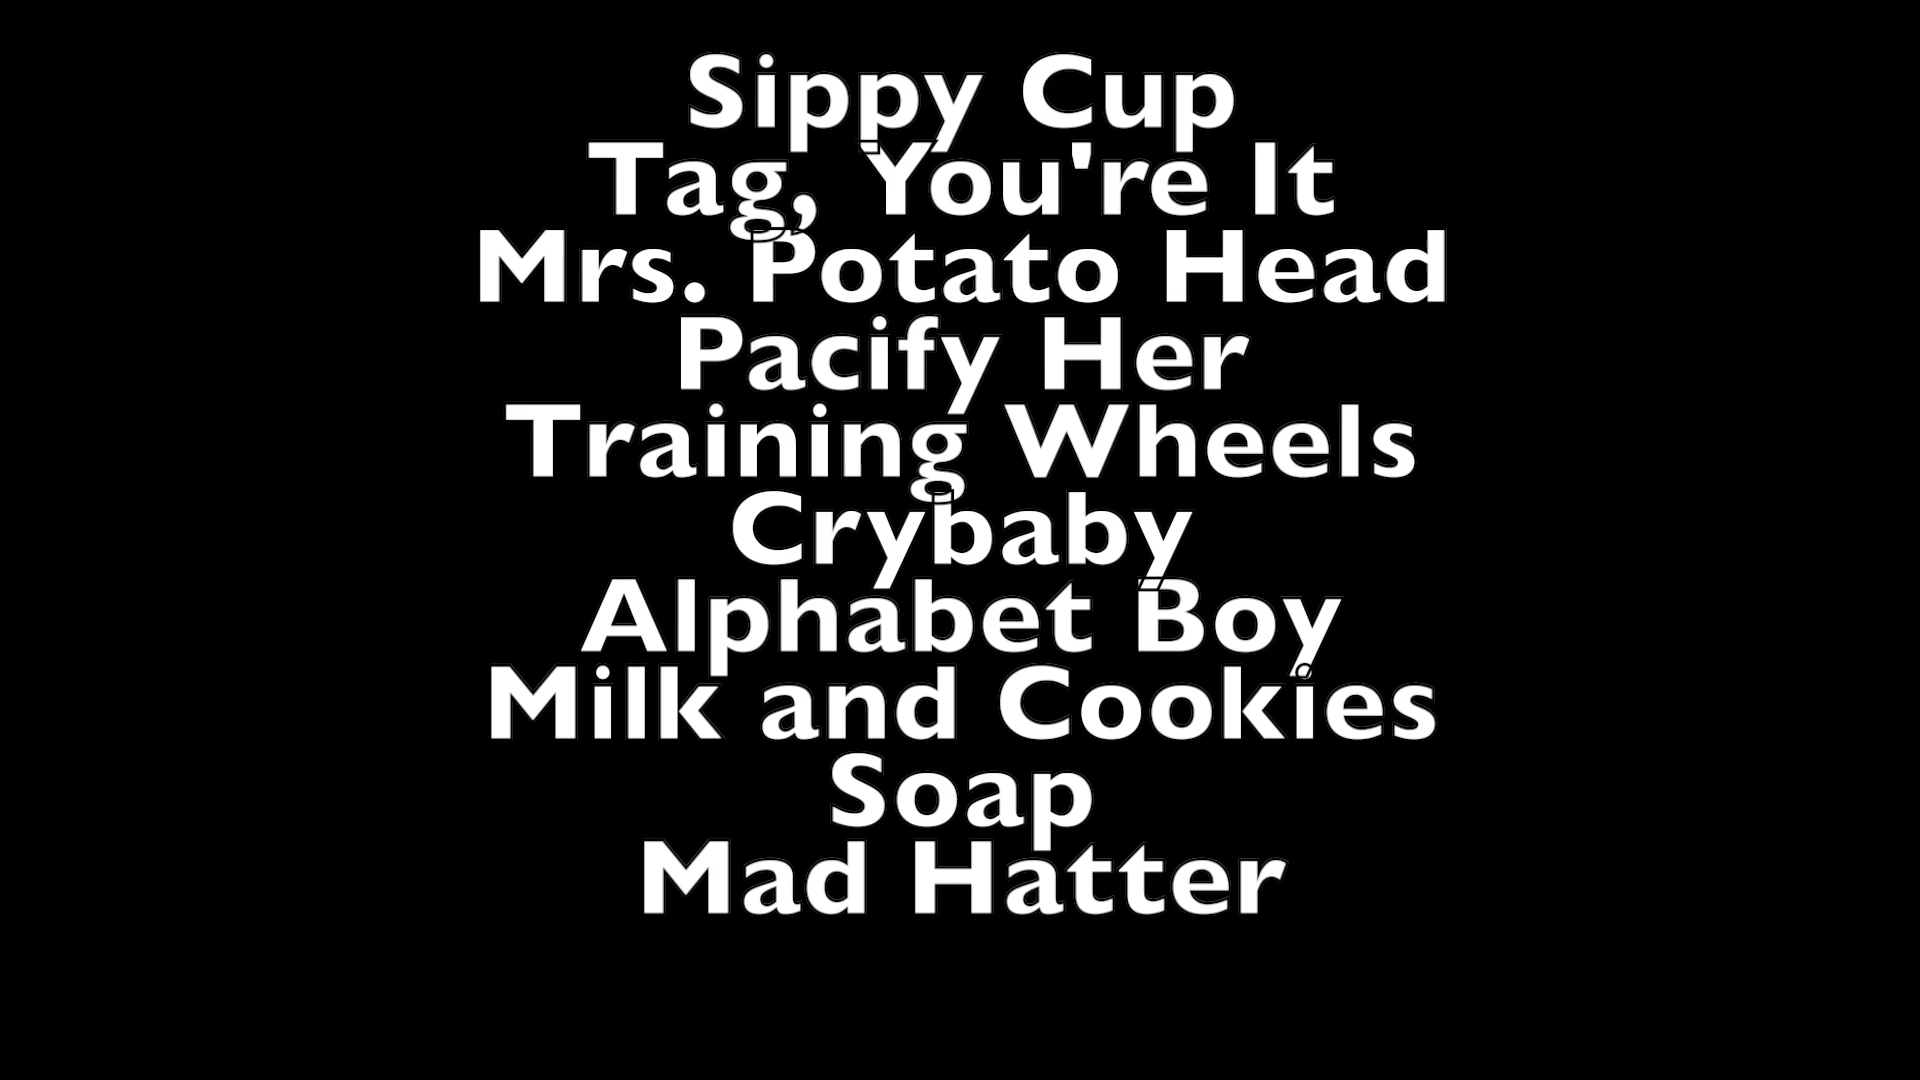 Sippy Cup
Tag, You're It
Mrs. Potato Head
Pacify Her
Training Wheels
Crybaby
Alphabet Boy
Milk and Cookies
Soap
Mad Hatter